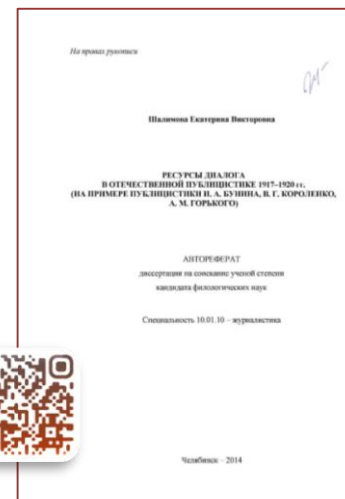 На правах рукописи
Шалимова Екатерина Викторовна
РЕСУРСЫ ДИАЛОГА
В ОТЕЧЕСТВЕННОЙ ПУБЛИЦИСТИКЕ 1917–1920 гг.
(НА ПРИМЕРЕ ПУБЛИЦИСТИКИ И. А. БУНИНА, В. Г. КОРОЛЕНКО,
А. М. ГОРЬКОГО)
АВТОРЕФЕРАТ
диссертации на соискание ученой степени
кандидата филологических наук
Специальность 10.01.10 – журналистика
Челябинск – 2014